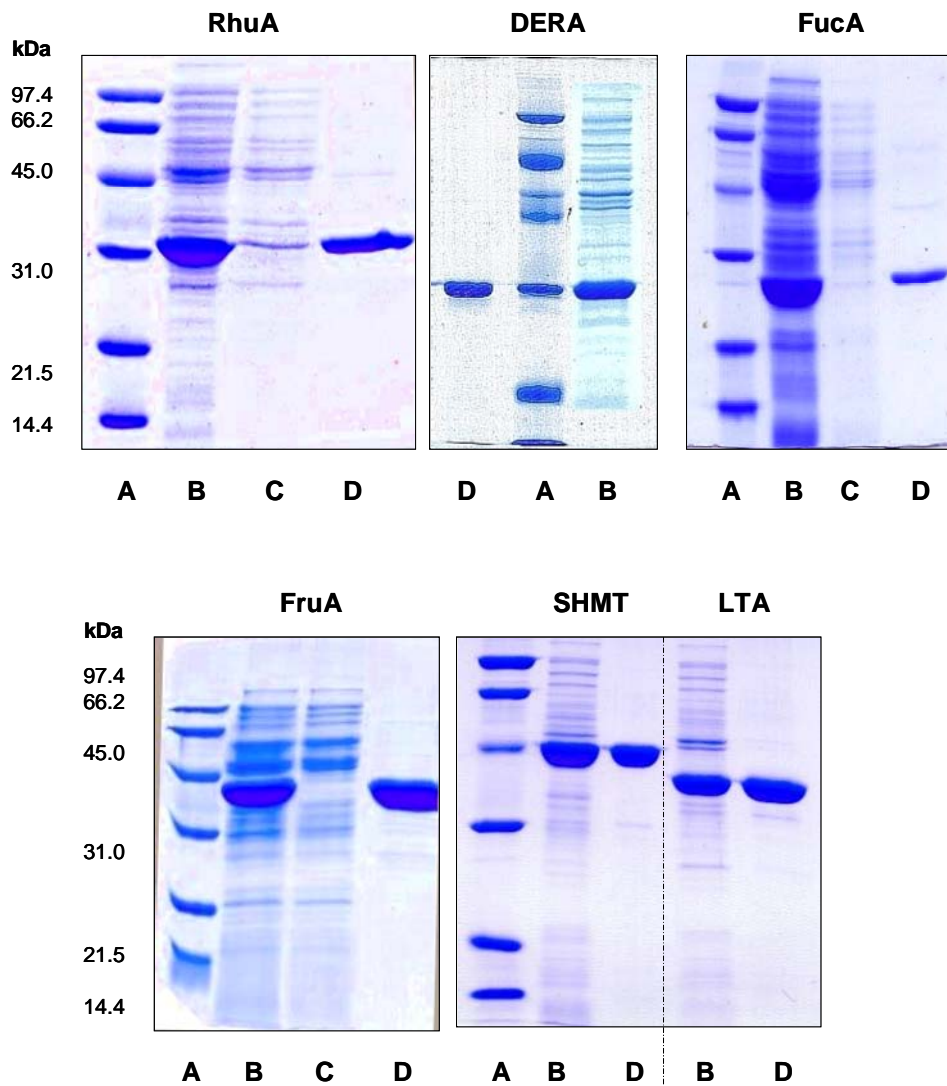 RhuA DERA FucA
kDa
97.4
66.2
45.0
31.0
21.5
14.4
A B C D D A B A B C D
FruA SHMT LTA
kDa
97.4
66.2
45.0
31.0
21.5
14.4
A B C D A B D B D